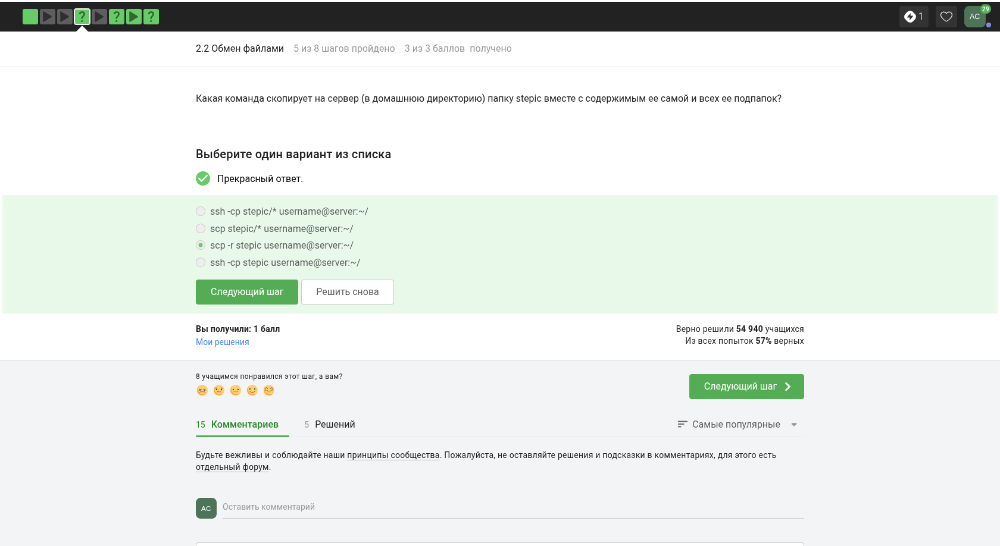 ? ? ?
1
AC
29
2.2 Обмен файлами 5 из 8 шагов пройдено 3 из 3 баллов получено
Какая команда скопирует на сервер (в домашнюю директорию) папку stepic вместе с содержимым ее самой и всех ее подпапок?
Выберите один вариант из списка
Прекрасный ответ.
ssh -cp stepic/* username@server:~/
scp stepic/* username@server:~/
scp -r stepic username@server:~/
ssh -cp stepic username@server:~/
Следующий шаг Решить снова
Вы получили: 1 балл
Мои решения
Верно решили 54 940 учащихся
Из всех попыток 57% верных
8 учащимся понравился этот шаг, а вам?
Следующий шаг
15 Комментариев 5 Решений Самые популярные
Будьте вежливы и соблюдайте наши принципы сообщества. Пожалуйста, не оставляйте решения и подсказки в комментариях, для этого есть
отдельный форум.
AC Оставить комментарий